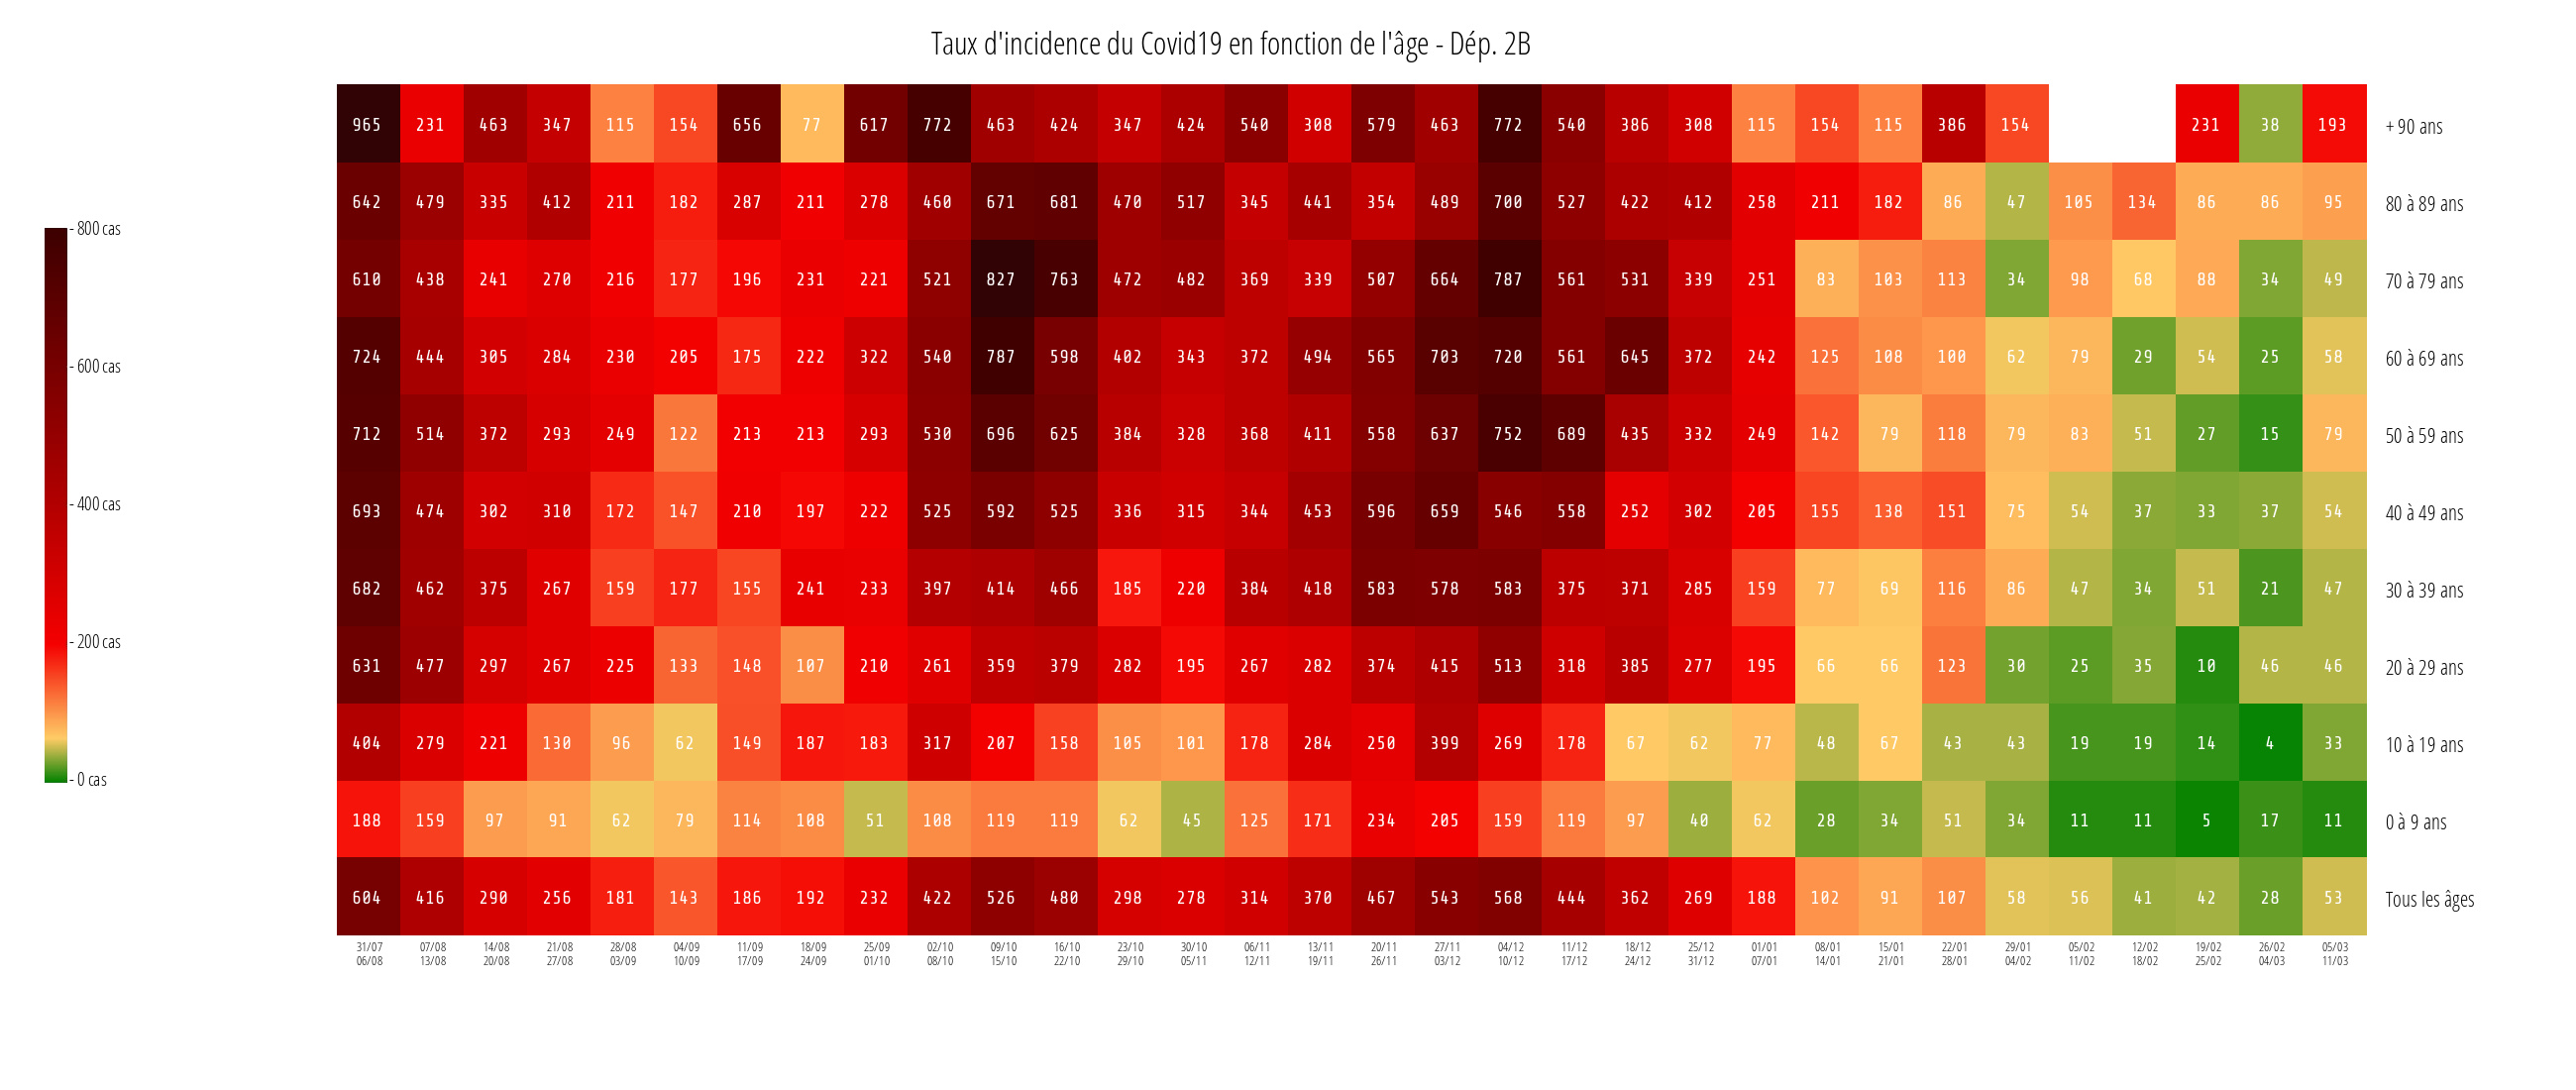 Taux d'incidence du Covid19 en fonction de l'âge - Dép. 2B
- 800 cas
- 600 cas
- 400 cas
- 200 cas
- 0 cas
965 231 463 347 115 154 656 77 617 772 463 424 347 424 540 308 579 463 772 540 386 308 115 154 115 386 154 231 38 193 + 90 ans
642 479 335 412 211 182 287 211 278 460 671 681 470 517 345 441 354 489 700 527 422 412 258 211 182 86 47 105 134 86 86 95 80 à 89 ans
610 438 241 270 216 177 196 231 221 521 827 763 472 482 369 339 507 664 787 561 531 339 251 83 103 113 34 98 68 88 34 49 70 à 79 ans
724 444 305 284 230 205 175 222 322 540 787 598 402 343 372 494 565 703 720 561 645 372 242 125 108 100 62 79 29 54 25 58 60 à 69 ans
712 514 372 293 249 122 213 213 293 530 696 625 384 328 368 411 558 637 752 689 435 332 249 142 79 118 79 83 51 27 15 79 50 à 59 ans
693 474 302 310 172 147 210 197 222 525 592 525 336 315 344 453 596 659 546 558 252 302 205 155 138 151 75 54 37 33 37 54 40 à 49 ans
682 462 375 267 159 177 155 241 233 397 414 466 185 220 384 418 583 578 583 375 371 285 159 77 69 116 86 47 34 51 21 47 30 à 39 ans
631 477 297 267 225 133 148 107 210 261 359 379 282 195 267 282 374 415 513 318 385 277 195 66 66 123 30 25 35 10 46 46 20 à 29 ans
404 279 221 130 96 62 149 187 183 317 207 158 105 101 178 284 250 399 269 178 67 62 77 48 67 43 43 19 19 14 4 33 10 à 19 ans
188 159 97 91 62 79 114 108 51 108 119 119 62 45 125 171 234 205 159 119 97 40 62 28 34 51 34 11 11 5 17 11 0 à 9 ans
604 416 290 256 181 143 186 192 232 422 526 480 298 278 314 370 467 543 568 444 362 269 188 102 91 107 58 56 41 42 28 53 Tous les âges
31/07 07/08 14/08 21/08 28/08 04/09 11/09 18/09 25/09 02/10 09/10 16/10 23/10 30/10 06/11 13/11 20/11 27/11 04/12 11/12 18/12 25/12 01/01 08/01 15/01 22/01 29/01 05/02 12/02 19/02 26/02 05/03
06/08 13/08 20/08 27/08 03/09 10/09 17/09 24/09 01/10 08/10 15/10 22/10 29/10 05/11 12/11 19/11 26/11 03/12 10/12 17/12 24/12 31/12 07/01 14/01 21/01 28/01 04/02 11/02 18/02 25/02 04/03 11/03